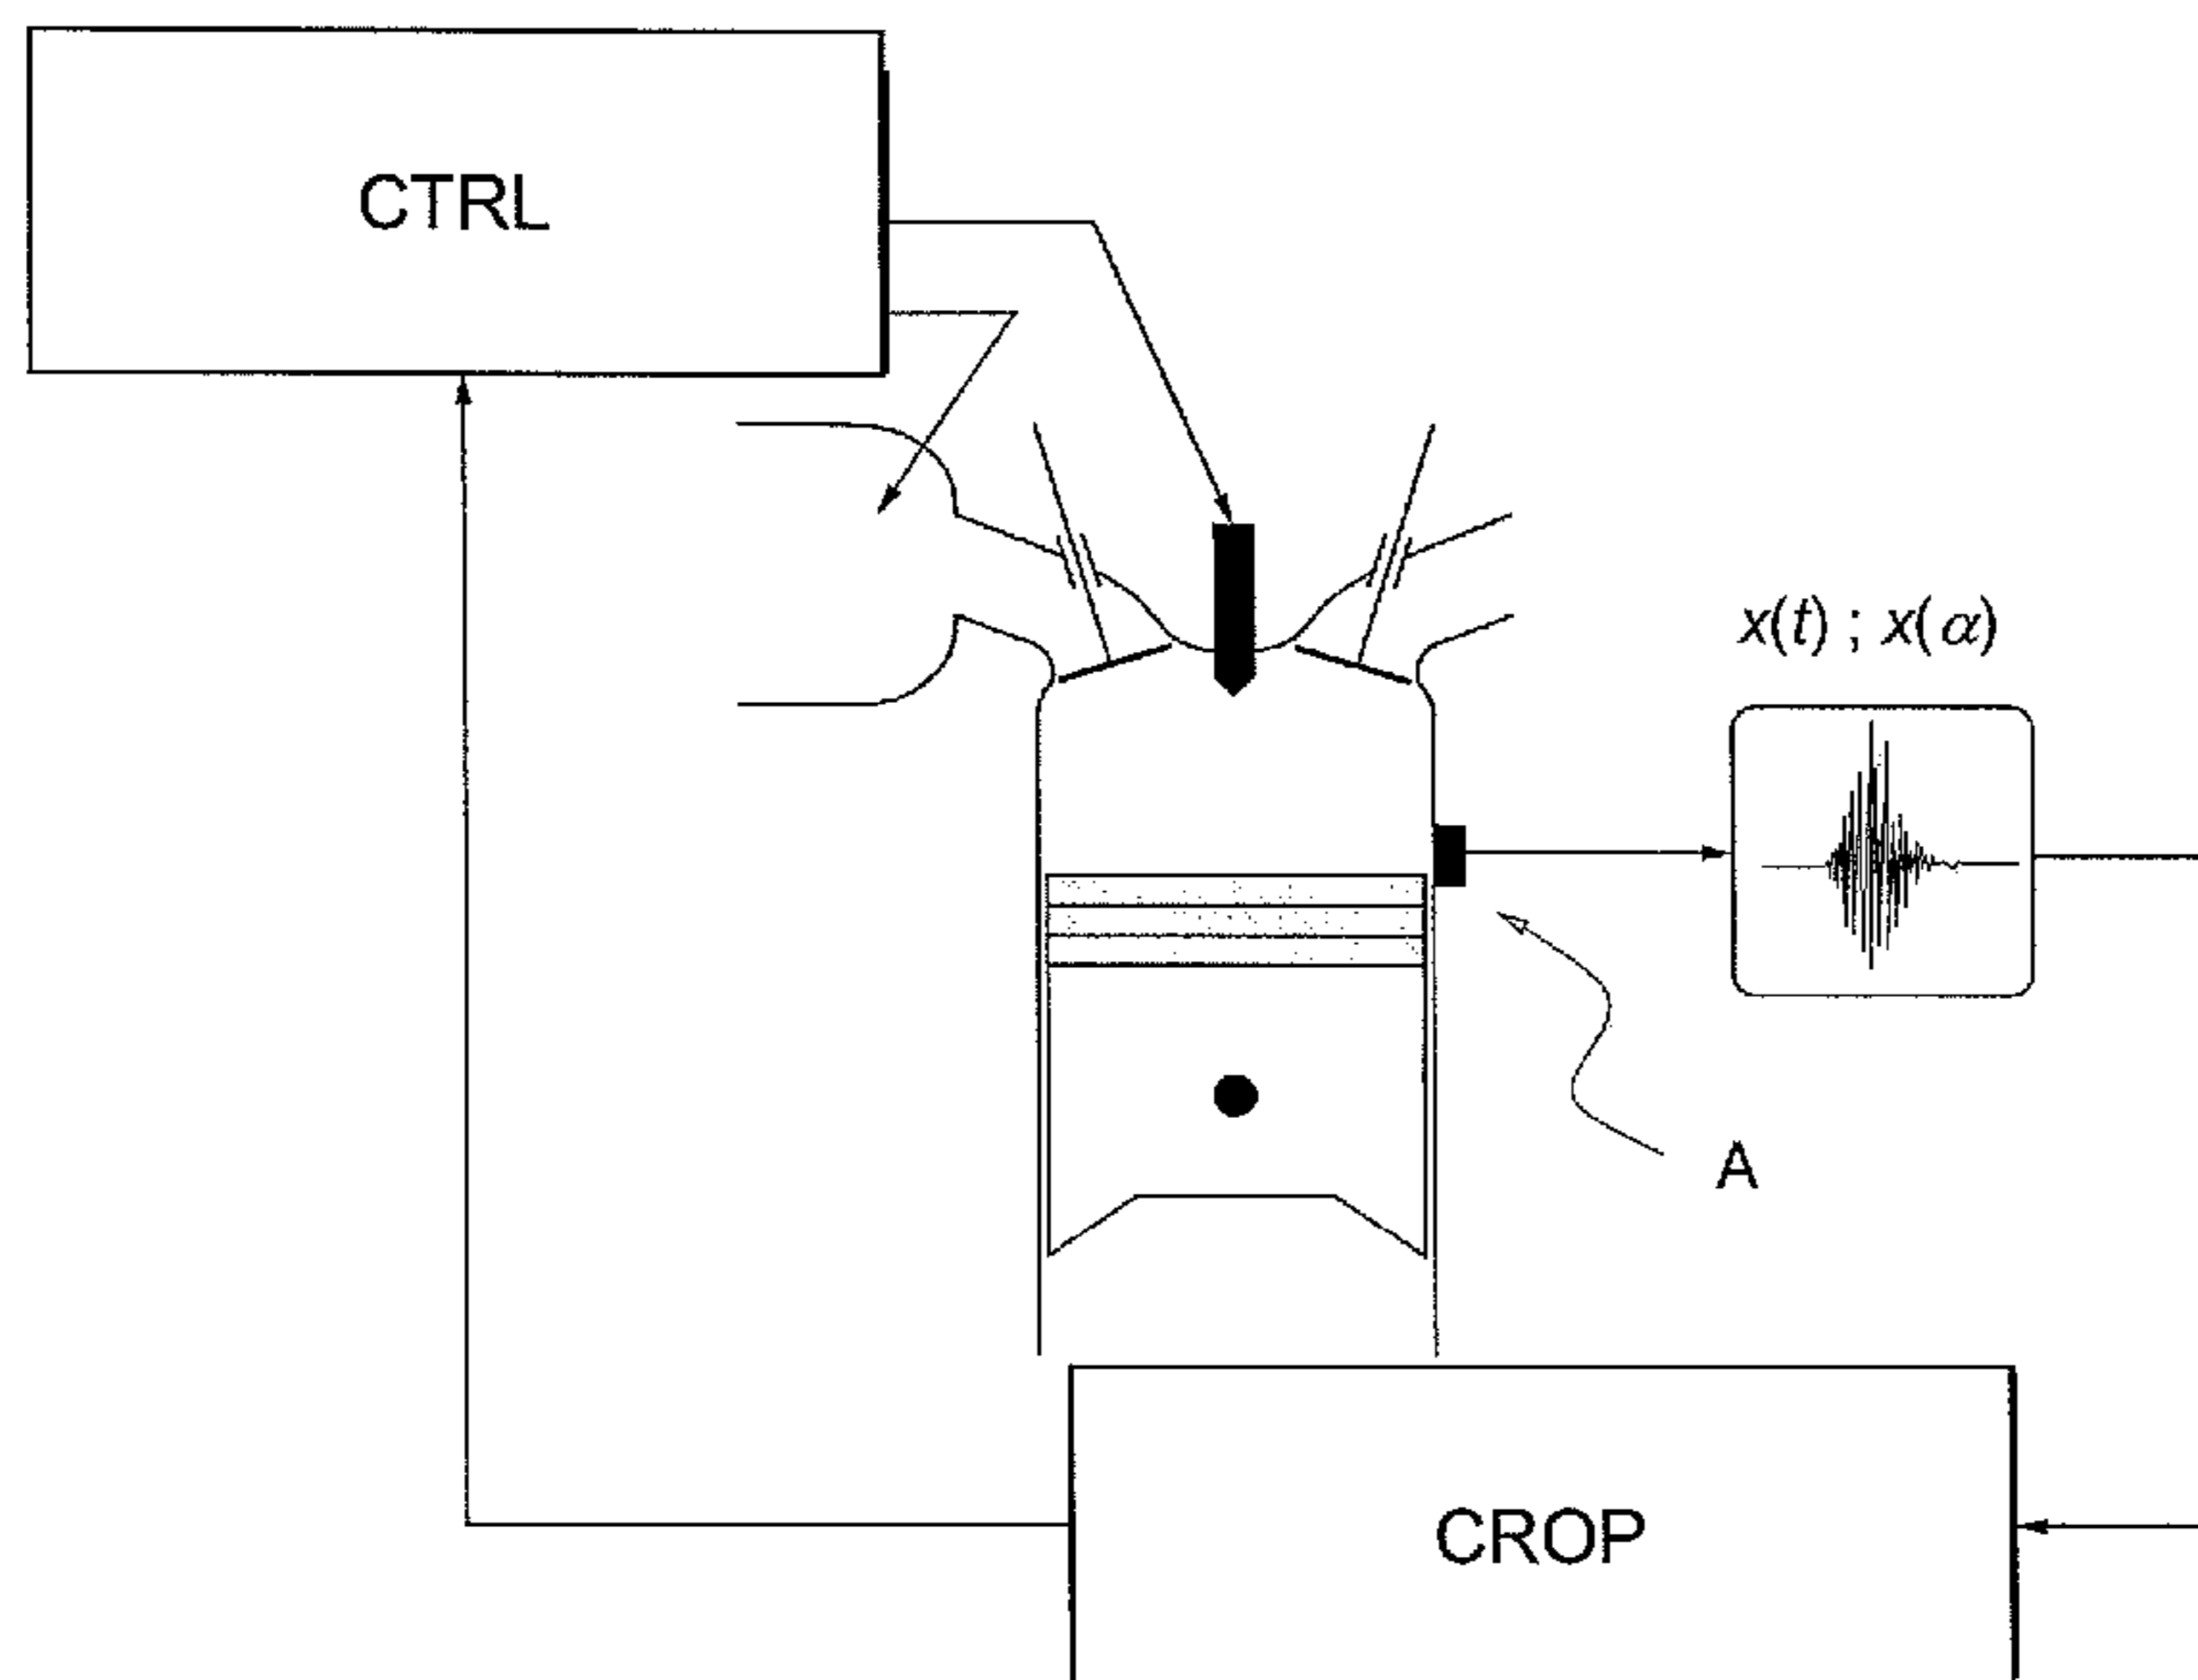 CTRL
x(t) ; x(α)
A
CROP